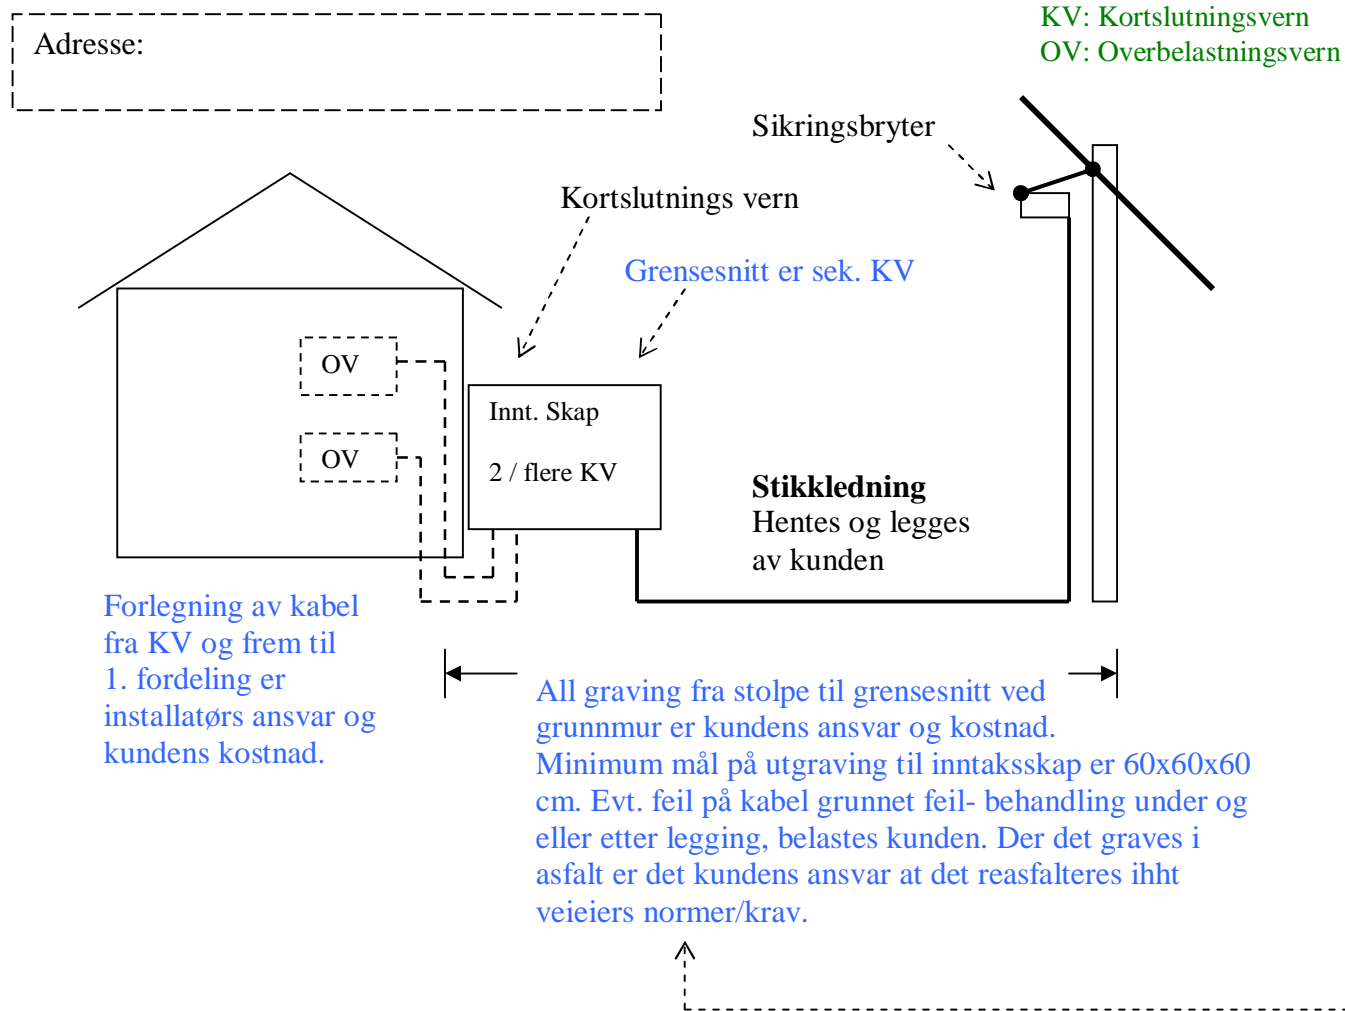 KV: Kortslutningsvern
OV: Overbelastningsvern
Adresse:
Sikringsbryter
Kortslutnings vern
Grensesnitt er sek. KV
OV
Innt. Skap
OV
2 / flere KV
Stikkledning
Hentes og legges
av kunden
Forlegning av kabel
fra KV og frem til
1. fordeling er
installatørs ansvar og
kundens kostnad.
All graving fra stolpe til grensesnitt ved
grunnmur er kundens ansvar og kostnad.
Minimum mål på utgraving til inntaksskap er 60x60x60
cm. Evt. feil på kabel grunnet feil- behandling under og
eller etter legging, belastes kunden. Der det graves i
asfalt er det kundens ansvar at det reasfalteres ihht
veieiers normer/krav.